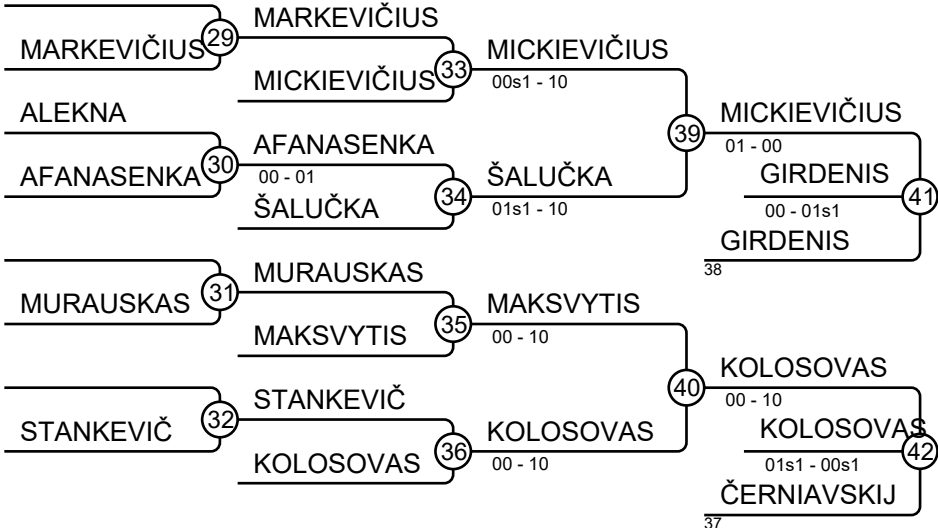 MARKEVIČIUS
MICKIEVIČIUS
MARKEVIČIUS
29
MICKIEVIČIUS
33
00s1 - 10
ALEKNA
39
MICKIEVIČIUS
01 - 00
AFANASENKA
30
AFANASENKA
00 - 01
ŠALUČKA
GIRDENIS
34
01s1 - 10
00 - 01s1
41
ŠALUČKA
GIRDENIS
38
MURAUSKAS
31
MURAUSKAS
MAKSVYTIS
35
00 - 10
MAKSVYTIS
KOLOSOVAS
40
00 - 10
STANKEVIČ
32
STANKEVIČ
KOLOSOVAS
KOLOSOVAS
36
00 - 10
01s1 - 00s1
42
KOLOSOVAS
ČERNIAVSKIJ
37